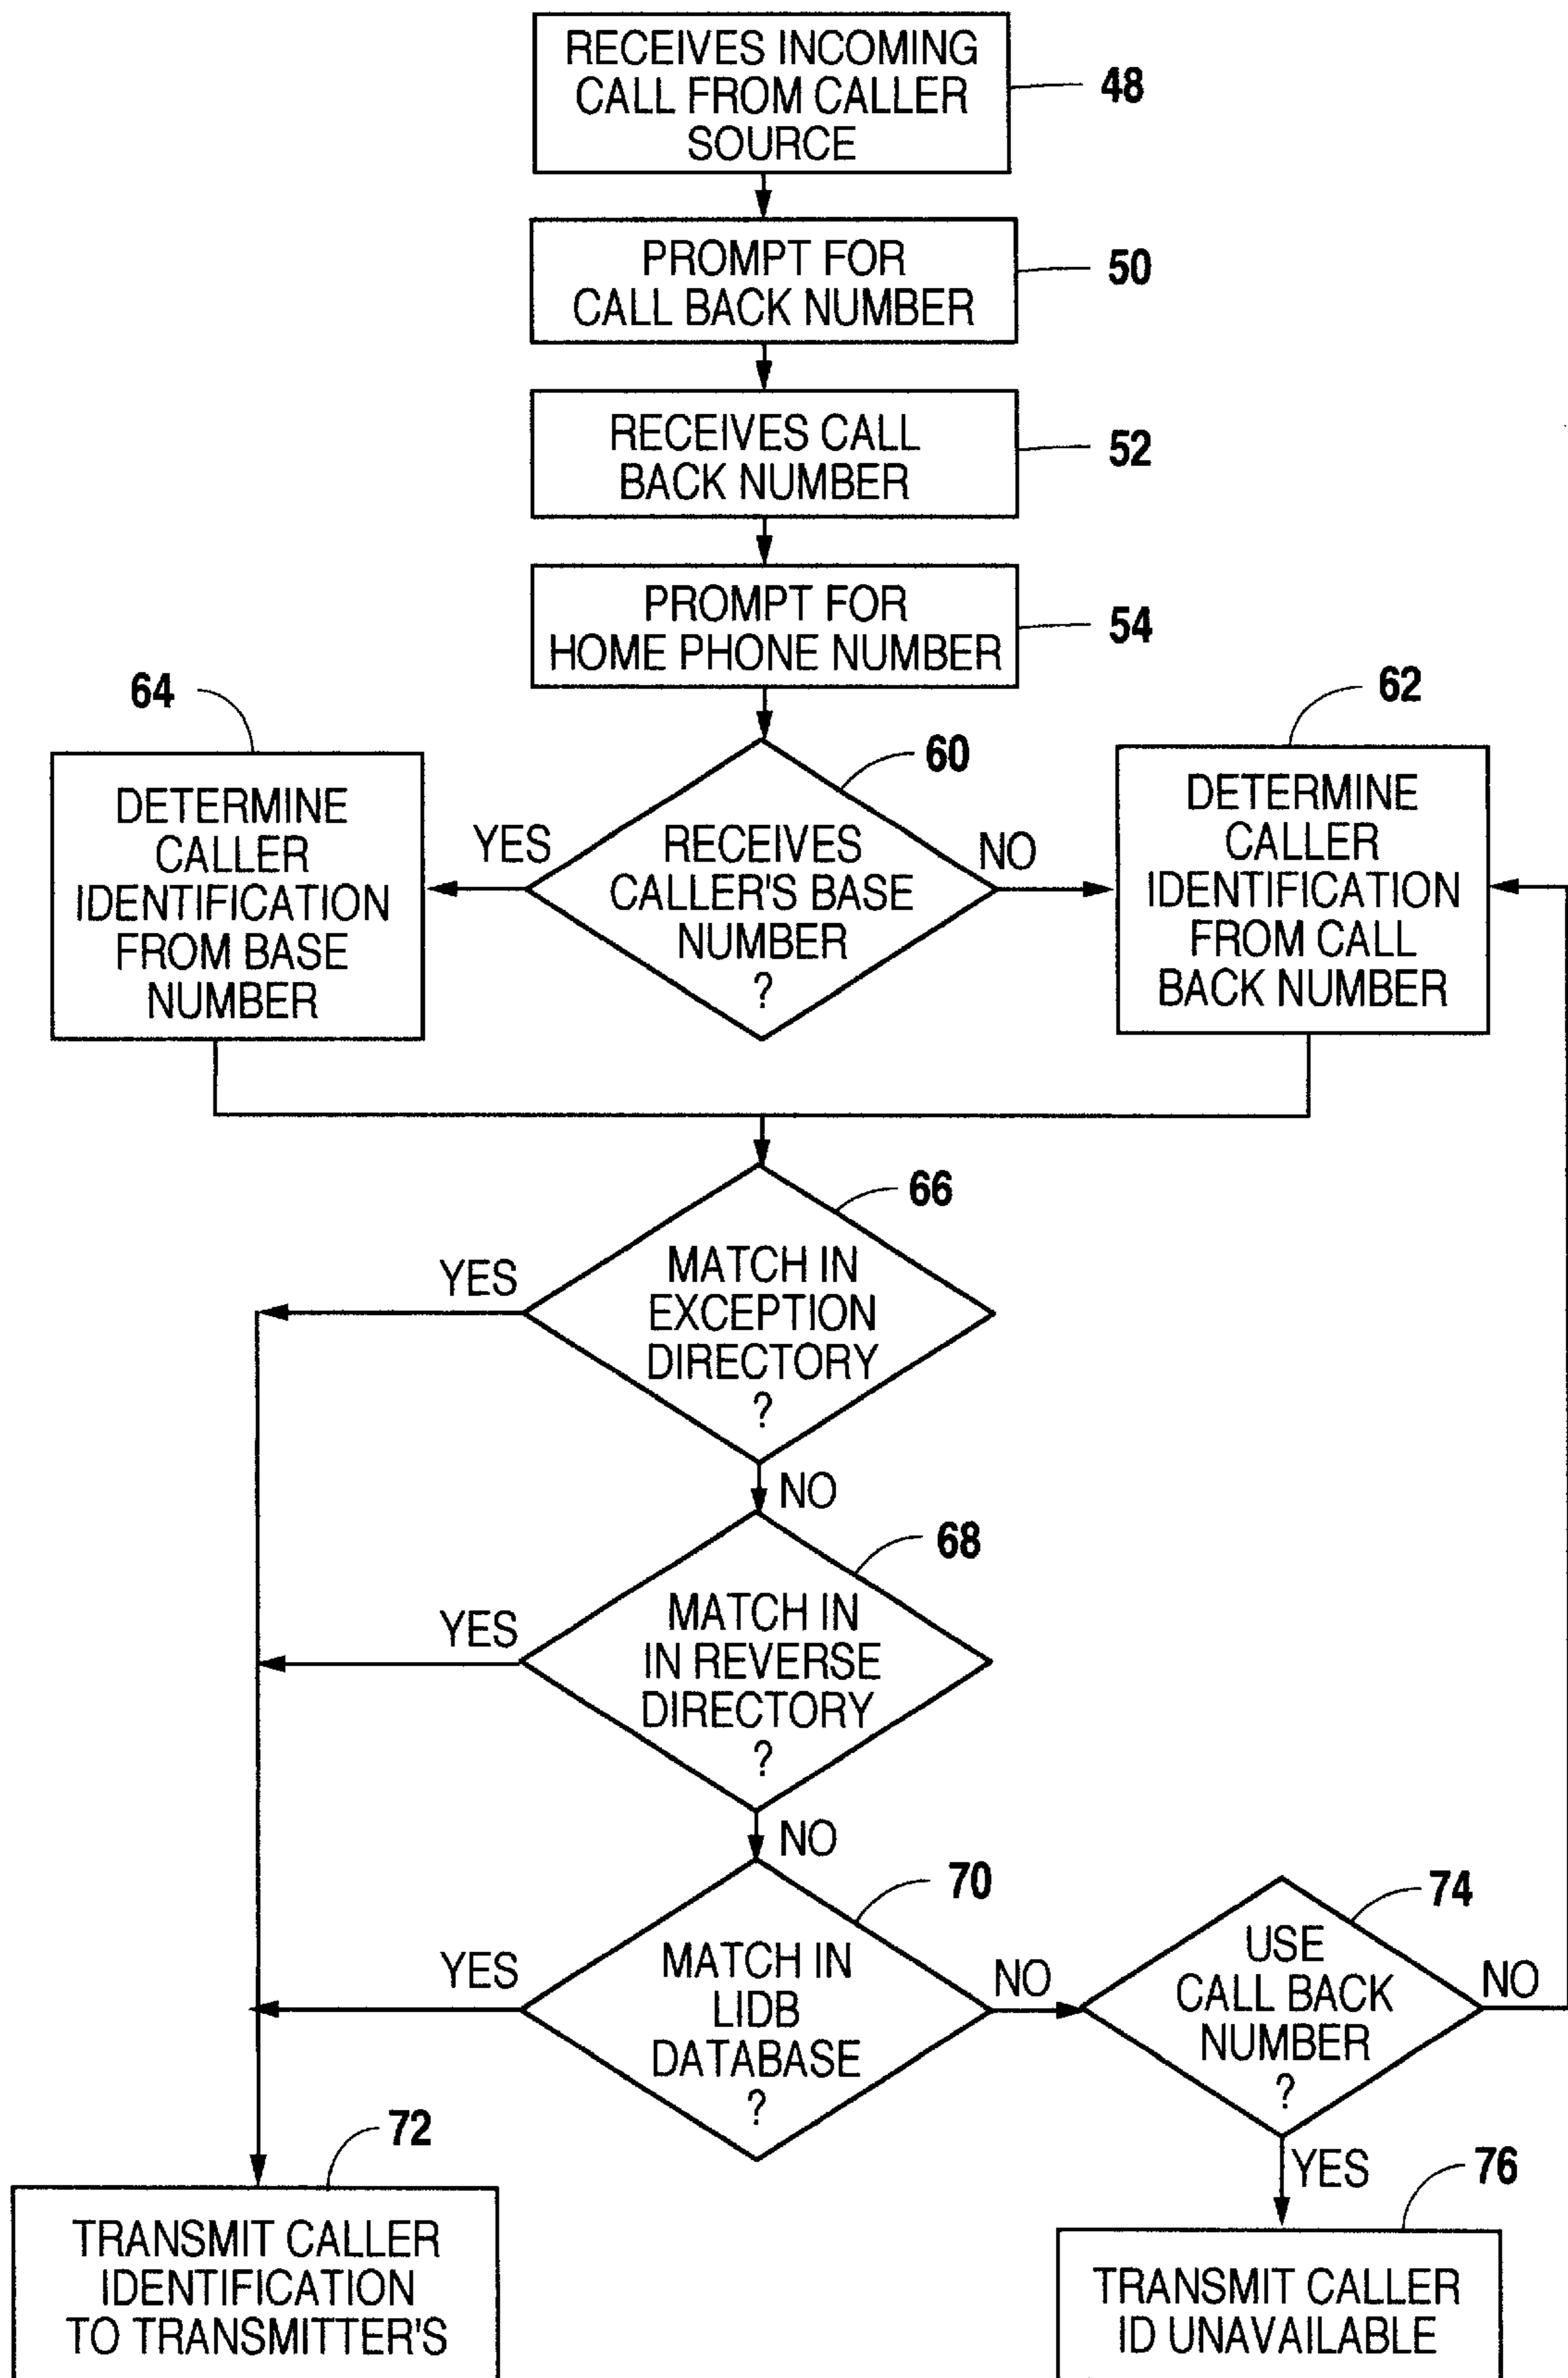 RECEIVES INCOMING
CALL FROM CALLER
SOURCE
48
PROMPT FOR
CALL BACK NUMBER
50
RECEIVES CALL
BACK NUMBER
52
PROMPT FOR
HOME PHONE NUMBER
54
64
DETERMINE
CALLER
IDENTIFICATION
FROM BASE
NUMBER
YES
60
RECEIVES
CALLER'S BASE
NUMBER
?
NO
62
DETERMINE
CALLER
IDENTIFICATION
FROM CALL
BACK NUMBER
66
YES
MATCH IN
EXCEPTION
DIRECTORY
?
NO
68
YES
MATCH IN
IN REVERSE
DIRECTORY
?
NO
70
YES
MATCH IN
LIDB
DATABASE
?
NO
74
USE
CALL BACK
NUMBER
?
NO
YES
72
TRANSMIT CALLER
IDENTIFICATION
TO TRANSMITTER'S
76
TRANSMIT CALLER
ID UNAVAILABLE